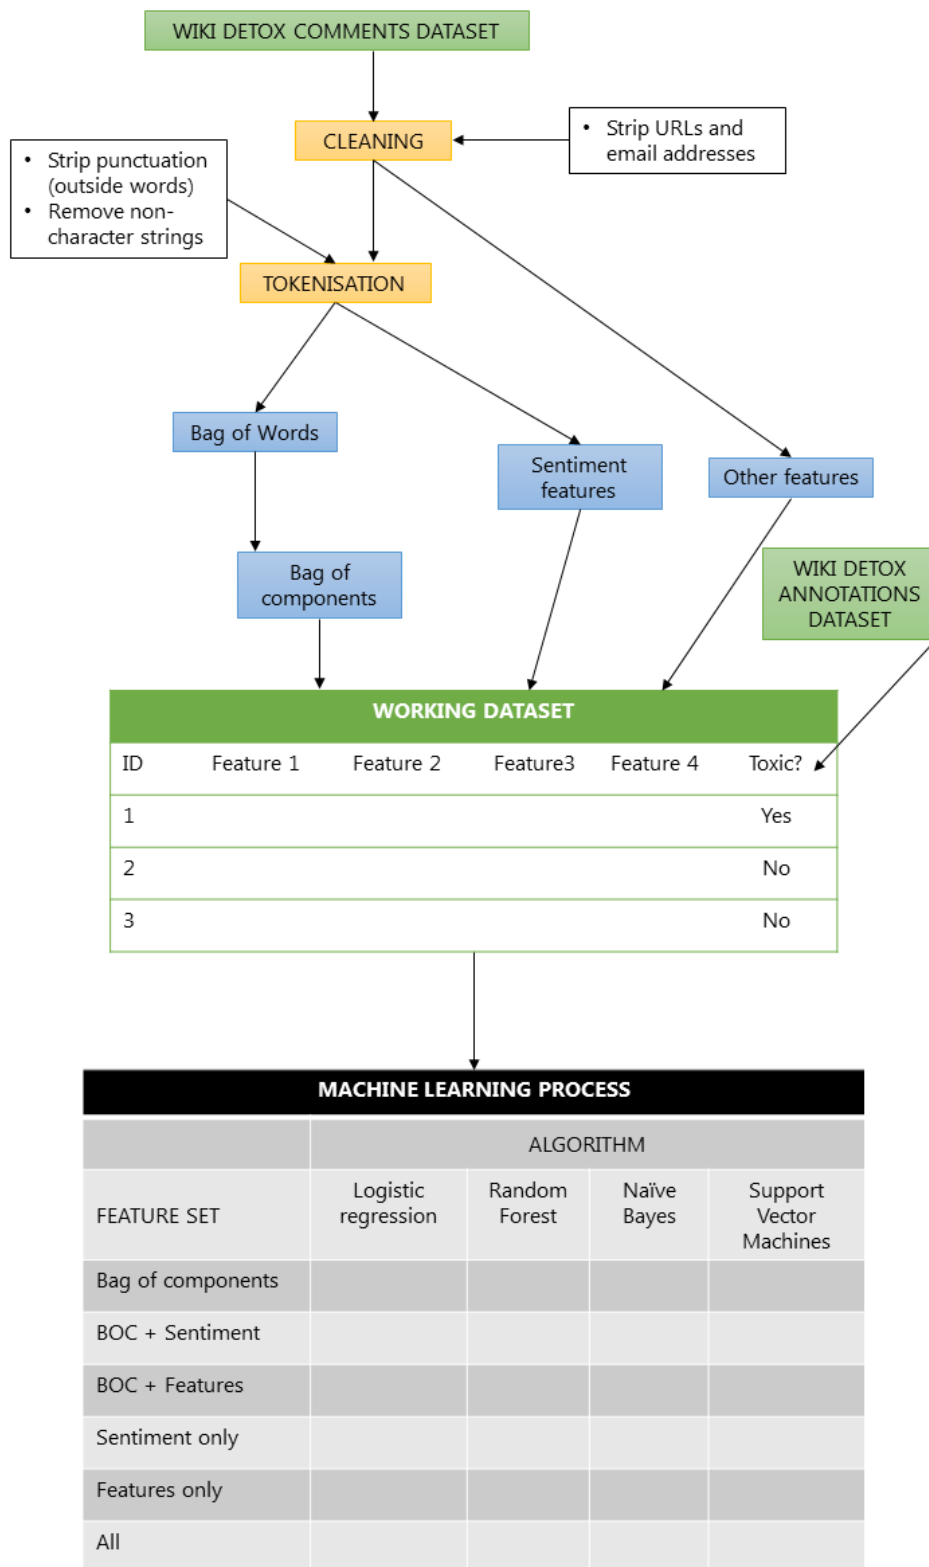 WIKI DETOX COMMENTS DATASET
CLEANING
• Strip URLs and
email addresses
• Strip punctuation
(outside words)
• Remove non-
character strings
TOKENISATION
Bag of Words
Sentiment
features
Other features
Bag of
components
WIKI DETOX
ANNOTATIONS
DATASET
WORKING DATASET
ID Feature 1 Feature 2 Feature3 Feature 4 Toxic?
1 Yes
2 No
3 No
MACHINE LEARNING PROCESS
ALGORITHM
FEATURE SET
Logistic
regression
Random
Forest
Naïve
Bayes
Support
Vector
Machines
Bag of components
BOC + Sentiment
BOC + Features
Sentiment only
Features only
All